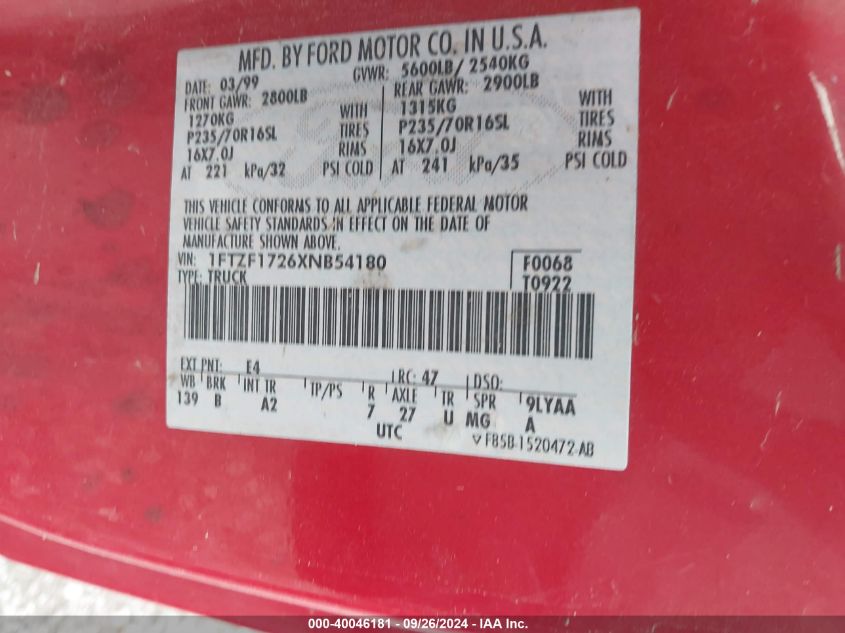 MFD. BY FORD MOTOR CO. IN U.S.A.
DATE: 03/99 GVWR: 5600LB/ 2540KG
FRONT GAWR: 2800LB REAR GAWR: 2900LB
1270KG WITH 1315KG WITH
P235/70R16SL TIRES P235/70R16SL TIRES
16X7.0J RIMS 16X7.0J RIMS
AT 221 kPa/32 PSI COLD AT 241 kPa/35 PSI COLD
THIS VEHICLE CONFORMS TO ALL APPLICABLE FEDERAL MOTOR
VEHICLE SAFETY STANDARDS IN EFFECT ON THE DATE OF
MANUFACTURE SHOWN ABOVE.
VIN: 1FTZF1726XNB54180 F0068
TYPE: TRUCK T0922
EXT PNT: E4 RC: 47 DSO:
WB BRK INT TR TP/PS R AXLE TR SPR 9LYAA
139 B A2 7 27 U MG A
UTC
▽ F85B-1520472-AB
000-40046181 - 09/26/2024 - IAA Inc.